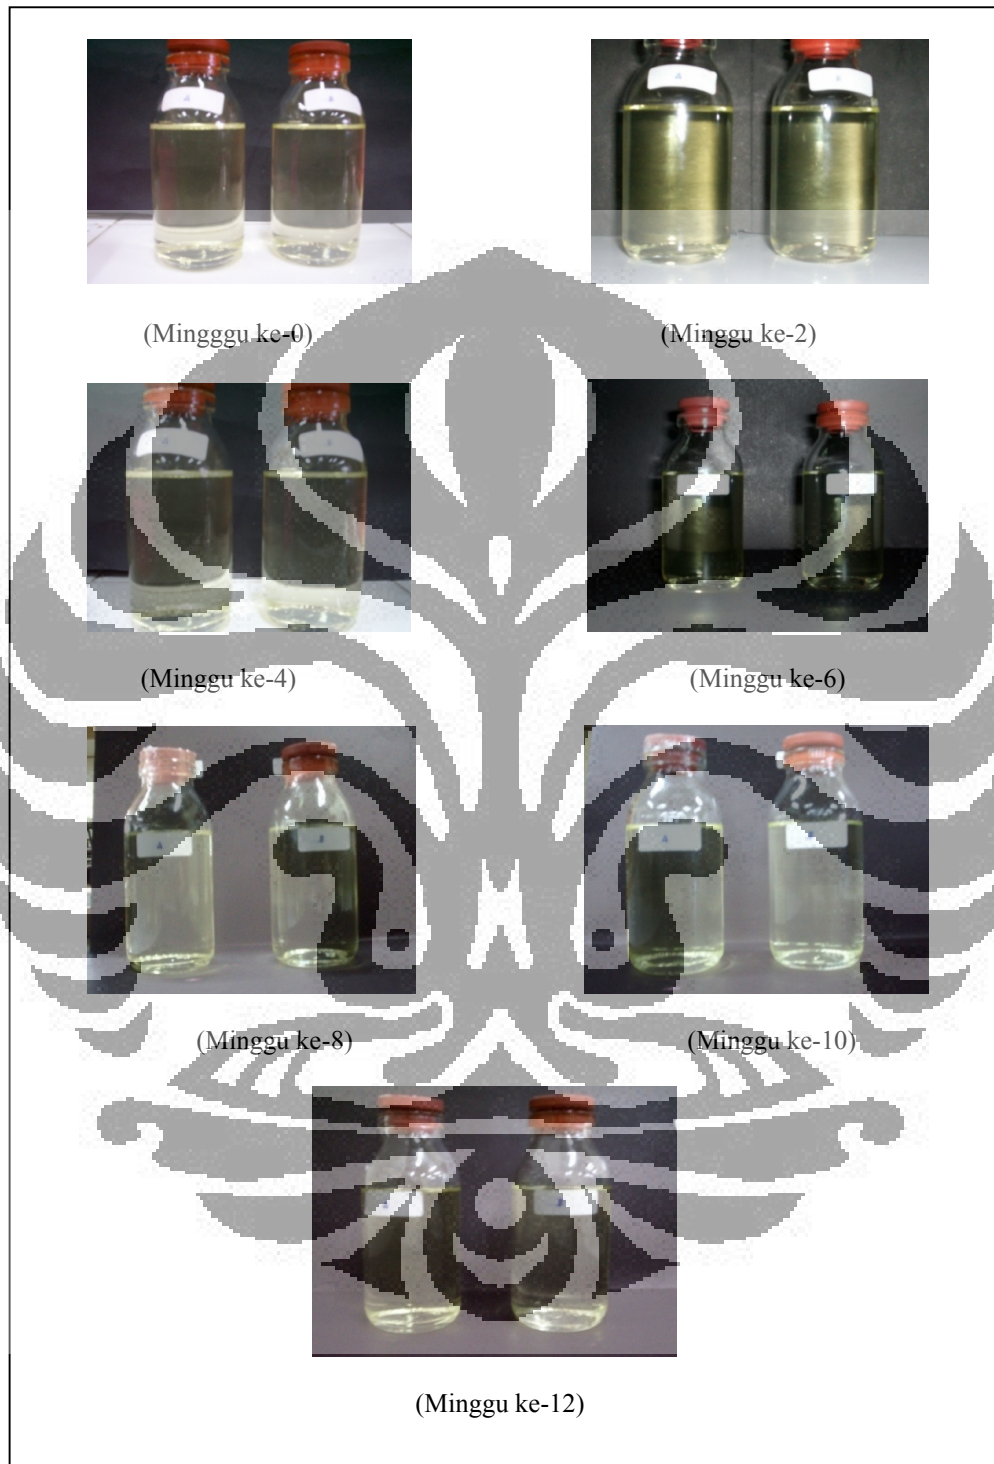 A B
A B
(Mingggu ke-0)
(Minggu ke-2)
(Minggu ke-4)
(Minggu ke-6)
A B
A
(Minggu ke-8)
(Minggu ke-10)
(Minggu ke-12)